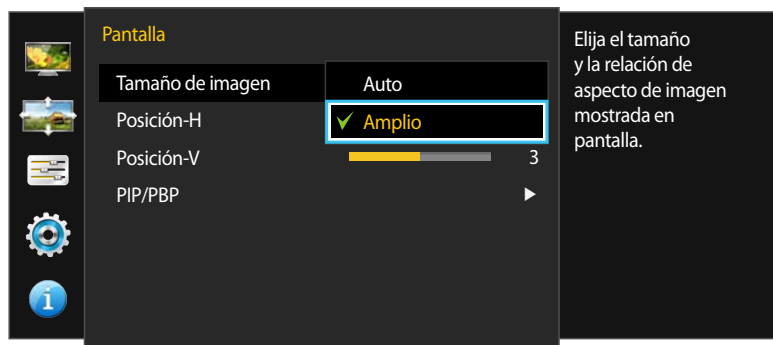 Pantalla
Tamaño de imagen
Auto
Posición-H
Amplio
Posición-V
3
PIP/PBP
Elija el tamaño
y la relación de
aspecto de imagen
mostrada en
pantalla.